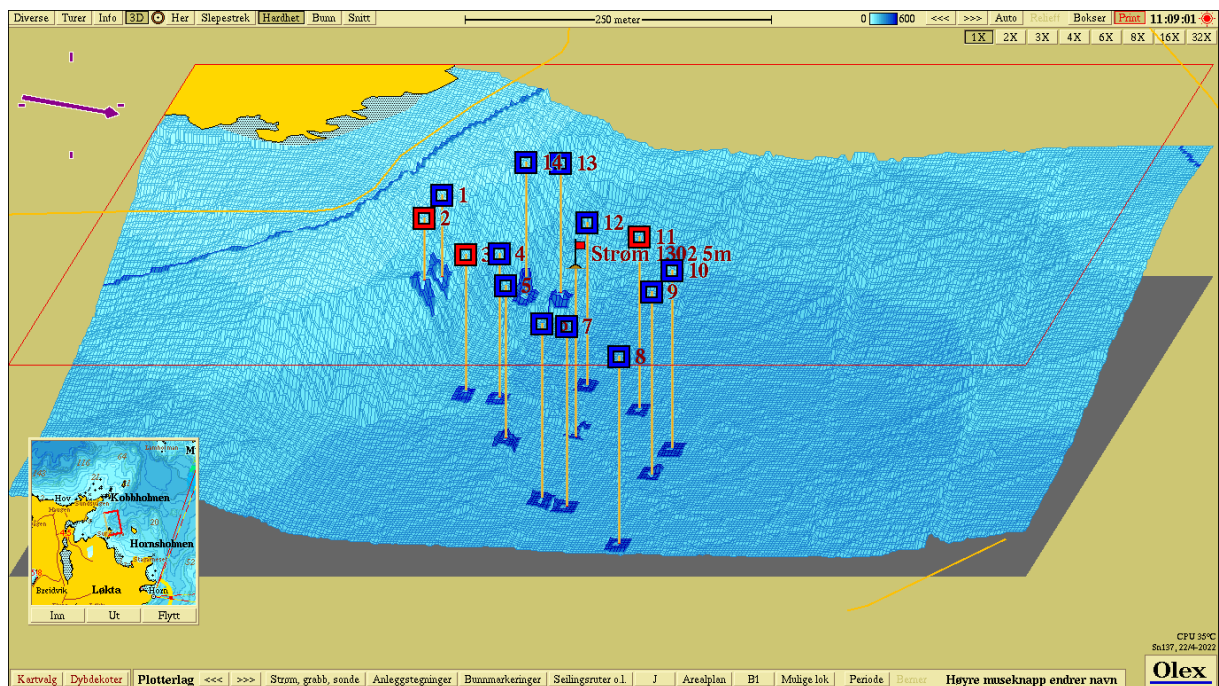 Diverse Turer Info 3D Her Slepestrek Hardhet Bunn Snitt 250 meter 0 600 <<< >>> Auto Relieff Bokser Print 11:09:01
1X 2X 3X 4X 6X 8X 16X 32X
14 13
1
2
12
11
3 4 Strøm 1302 5m
10
5 9
6 7
8
M
Kobbholmen
Hov
Hornsholmen
Breidvik Løkta Horn
Inn Ut Flytt
CPU 35°C
Sn137, 22/4-2022
Olex
Kartvalg Dybdekoter Plotterlag <<< >>> Strøm, grabb, sonde Anleggstegninger Bunnmarkeringer Seilingsruter o.l. J Arealplan B1 Mulige lok Periode Berner Høyre museknapp endrer navn